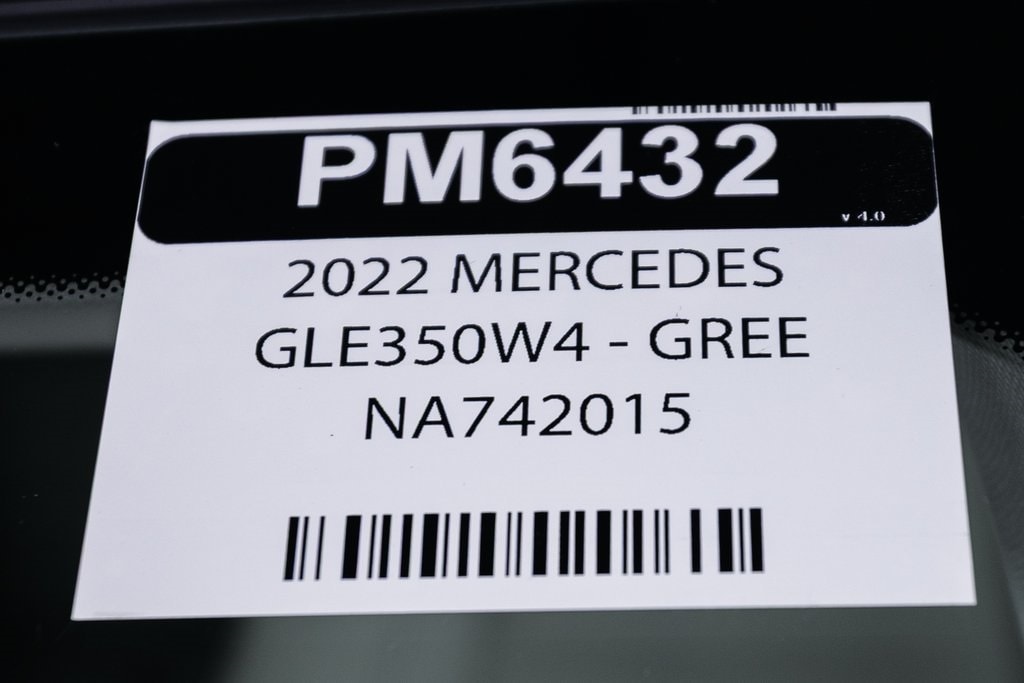 PM6432
v 4.0
2022 MERCEDES
GLE350W4 - GREE
NA742015